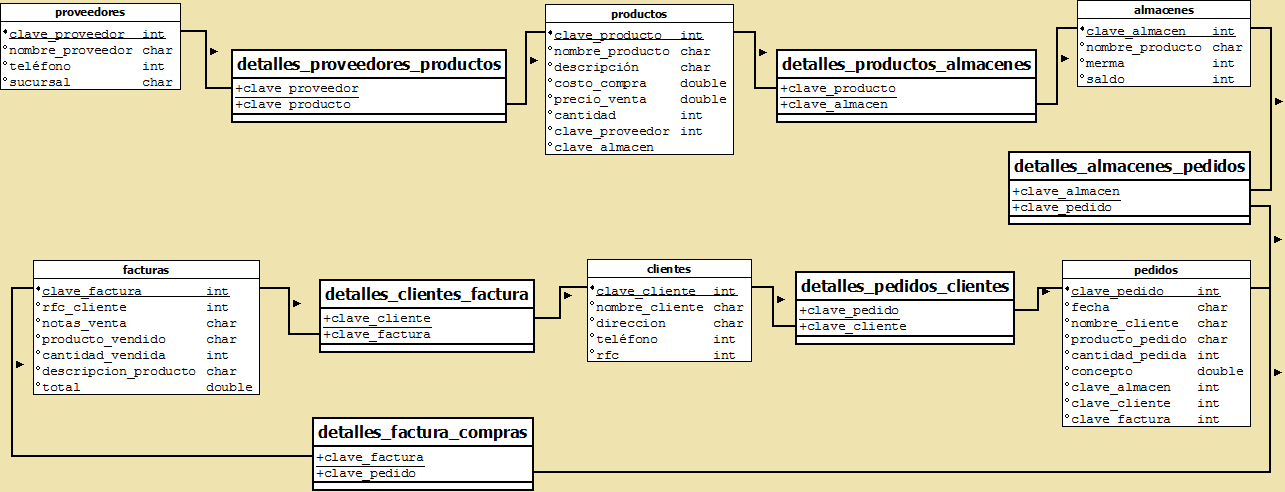 proveedores
clave_proveedor int
nombre_proveedor char
teléfono int
sucursal char
detalles_proveedores_productos
+clave proveedor
+clave producto
productos
clave_producto int
nombre_producto char
descripción char
costo_compra double
precio_venta double
cantidad int
clave_proveedor int
clave_almacen
detalles_productos_almacenes
+clave_producto
+clave_almacen
almacenes
clave_almacen int
nombre_producto char
merma int
saldo int
detalles_almacenes_pedidos
+clave_almacen
+clave_pedido
facturas
clave_factura int
rfc_cliente int
notas_venta char
producto_vendido char
cantidad_vendida int
descripcion_producto char
total double
detalles_clientes_factura
+clave_cliente
+clave_factura
clientes
clave_cliente int
nombre_cliente char
direccion char
teléfono int
rfc int
detalles_pedidos_clientes
+clave_pedido
+clave_cliente
pedidos
clave_pedido int
fecha char
nombre_cliente char
producto_pedido char
cantidad_pedida int
concepto double
clave_almacen int
clave_cliente int
clave_factura int
detalles_factura_compras
+clave_factura
+clave_pedido